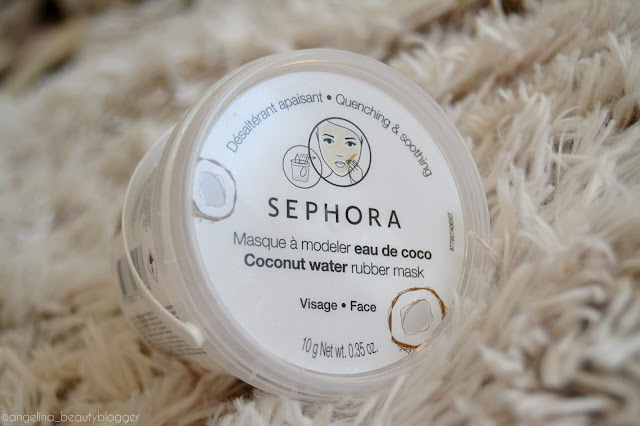 Désaltérant apaisant • Quenching & soothing
SEPHORA
Masque à modeler eau de coco
Coconut water rubber mask
Visage • Face
10 g Net wt. 0.35 oz.
©angelina_beautyblogger